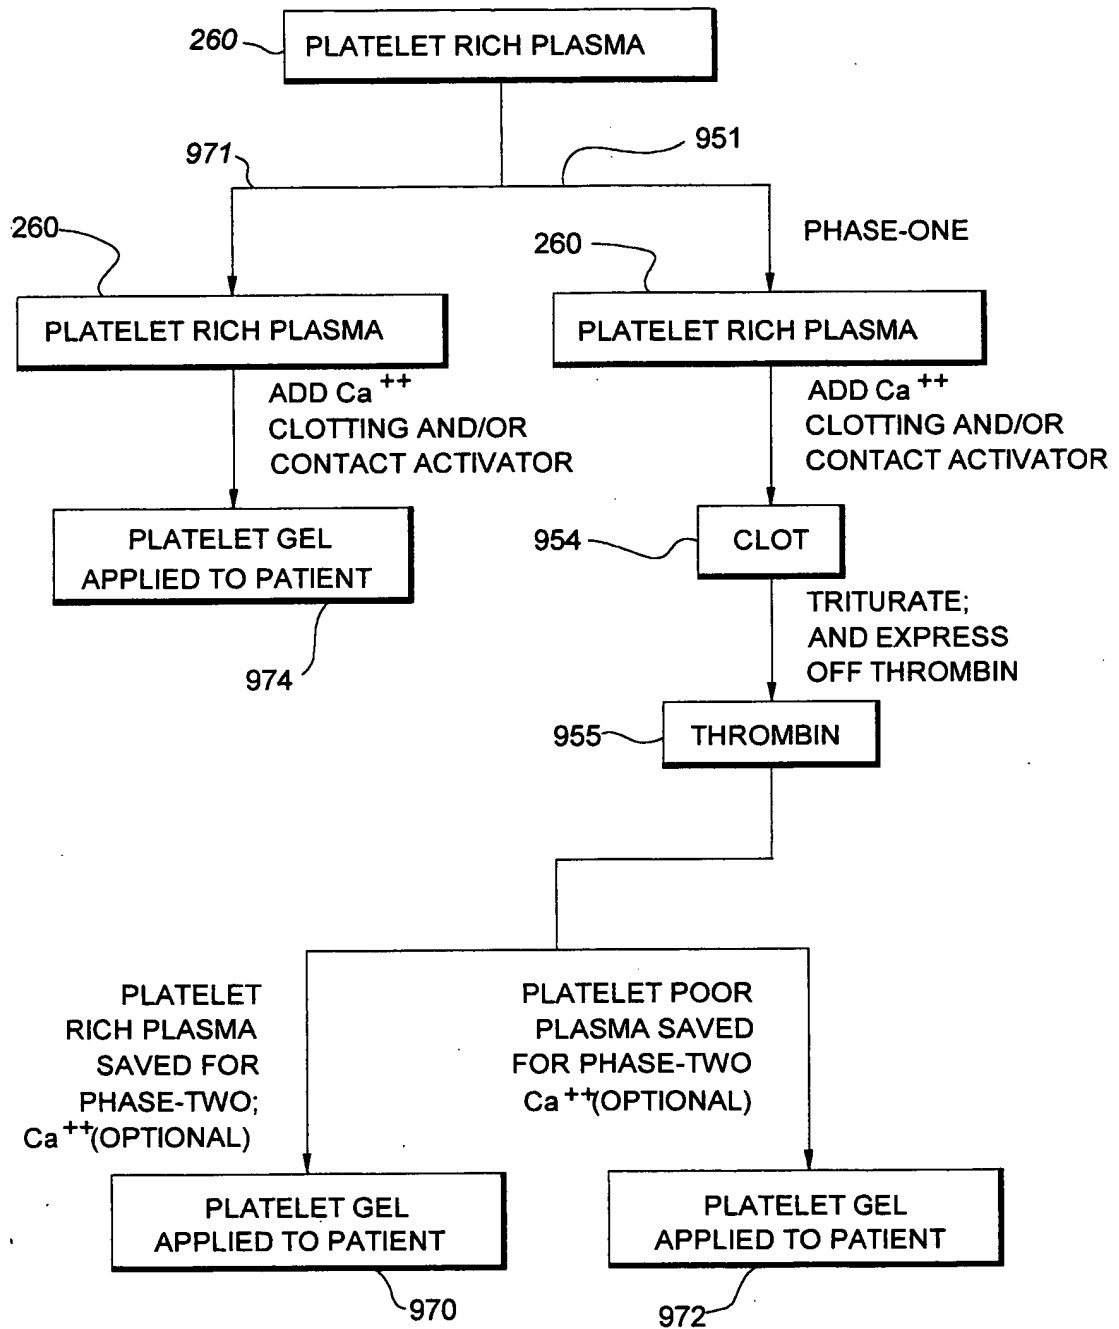 260
PLATELET RICH PLASMA
971
951
260
260
PHASE-ONE
PLATELET RICH PLASMA
PLATELET RICH PLASMA
ADD Ca++
CLOTTING AND/OR
CONTACT ACTIVATOR
ADD Ca++
CLOTTING AND/OR
CONTACT ACTIVATOR
PLATELET GEL
APPLIED TO PATIENT
974
954
CLOT
TRITURATE;
AND EXPRESS
OFF THROMBIN
955
THROMBIN
PLATELET
RICH PLASMA
SAVED FOR
PHASE-TWO;
Ca++(OPTIONAL)
PLATELET POOR
PLASMA SAVED
FOR PHASE-TWO
Ca++(OPTIONAL)
PLATELET GEL
APPLIED TO PATIENT
970
PLATELET GEL
APPLIED TO PATIENT
972